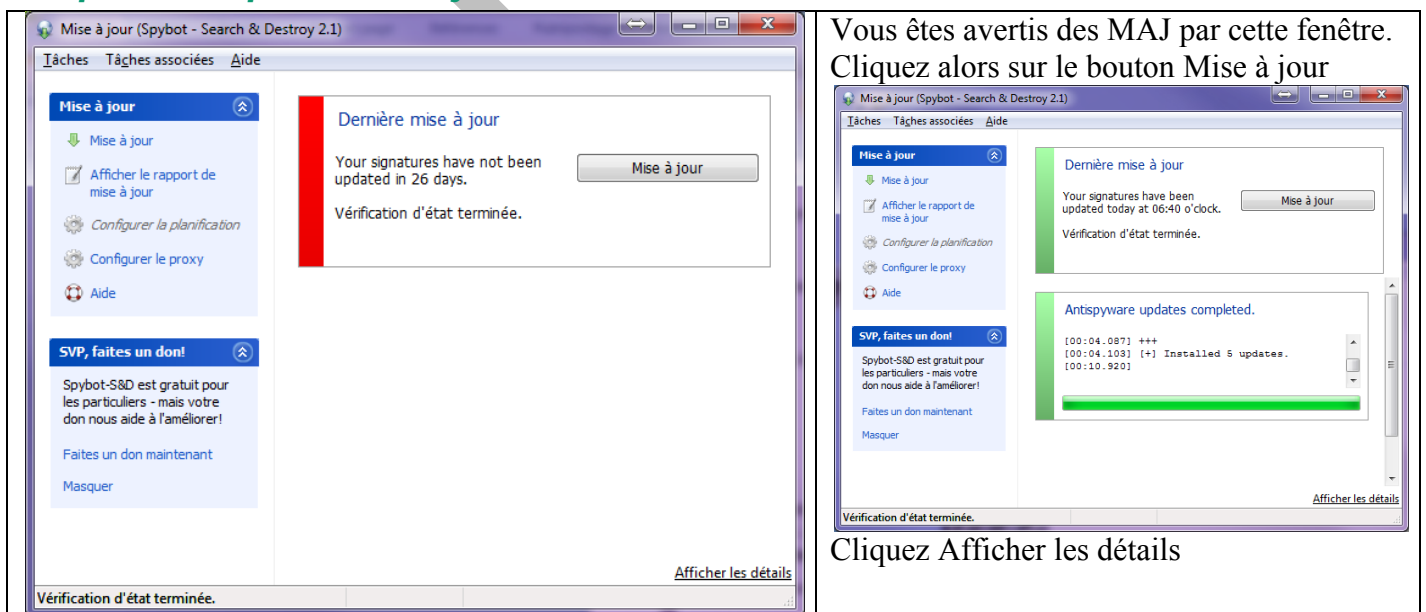 Mise à jour (Spybot - Search & Destroy 2.1)
Tâches Tâches associées Aide
Mise à jour
Mise à jour
Afficher le rapport de
mise à jour
Configurer la planification
Configurer le proxy
Aide
SVP, faites un don!
Spybot-S&D est gratuit pour
les particuliers - mais votre
don nous aide à l'améliorer!
Faites un don maintenant
Masquer
Dernière mise à jour
Your signatures have not been
updated in 26 days.
Mise à jour
Vérification d'état terminée.
Afficher les détails
Vérification d'état terminée.
Vous êtes avertis des MAJ par cette fenêtre.
Cliquez alors sur le bouton Mise à jour
Mise à jour (Spybot - Search & Destroy 2.1)
Tâches Tâches associées Aide
Mise à jour
Mise à jour
Afficher le rapport de
mise à jour
Configurer la planification
Configurer le proxy
Aide
SVP, faites un don!
Spybot-S&D est gratuit pour
les particuliers - mais votre
don nous aide à l'améliorer!
Faites un don maintenant
Masquer
Dernière mise à jour
Your signatures have been
updated today at 06:40 o'clock.
Mise à jour
Vérification d'état terminée.
Antispyware updates completed.
[00:04.087] +++
[00:04.103] [+] Installed 5 updates.
[00:10.920]
Afficher les détails
Vérification d'état terminée.
Cliquez Afficher les détails